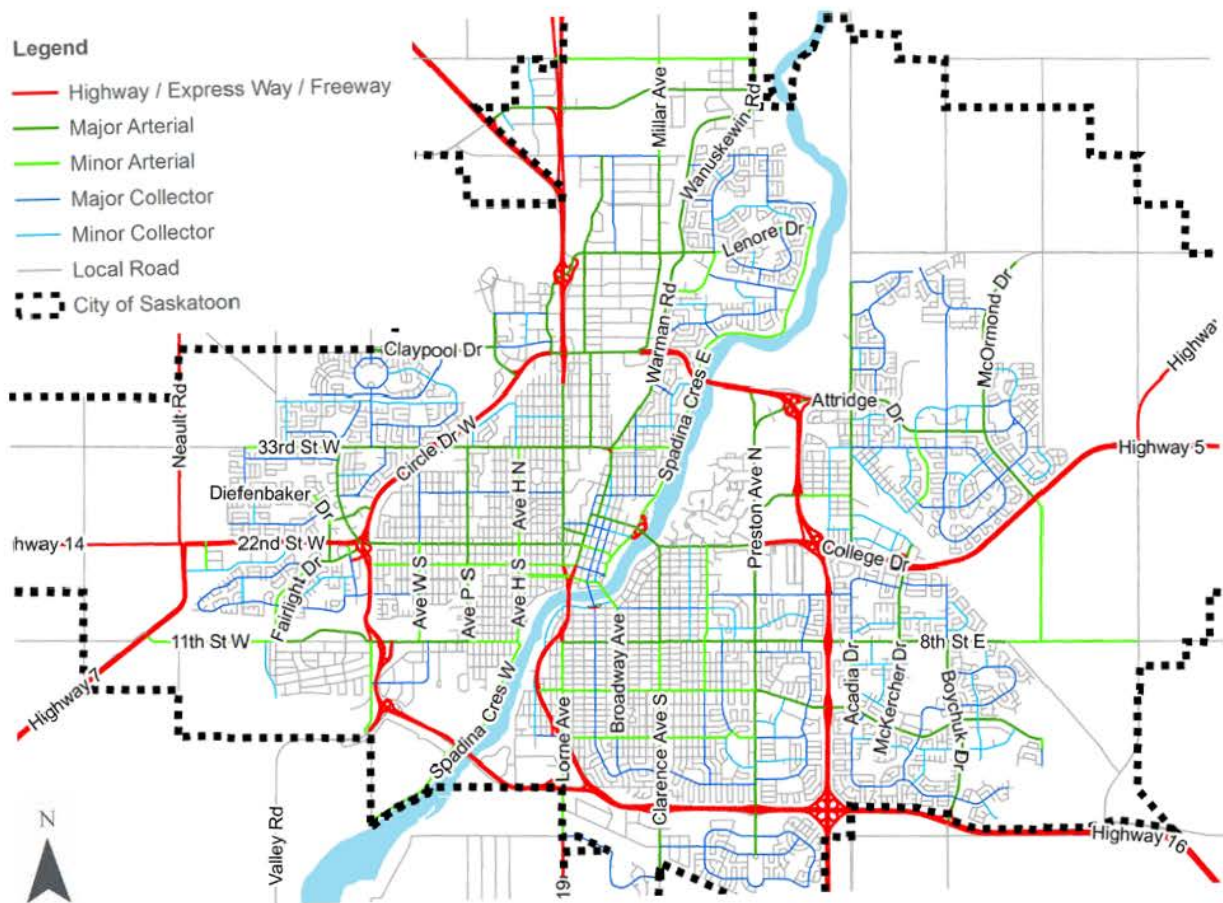 Legend
Highway / Express Way / Freeway
Major Arterial
Minor Arterial
Major Collector
Minor Collector
Local Road
City of Saskatoon
Millar Ave
Wanuskewin Rd
Lenore Dr
Warman Rd
Spadina Cres E
McOrmond Dr
Claypool Dr
Neault Rd
Circle Dr W
Attridge Dr
Highwa
33rd St W
Highway 5
Ave H N
Preston Ave N
Diefenbaker Dr
hway 14
22nd St W
College Dr
Fairlight Dr
Ave W S
Ave P S
Ave H S
11th St W
8th St E
Highway 7
Spadina Cres W
Lorne Ave
Broadway Ave
Clarence Ave S
Acadia Dr
McKercher Dr
Boychuk Dr
Valley Rd
Highway 16
19
N